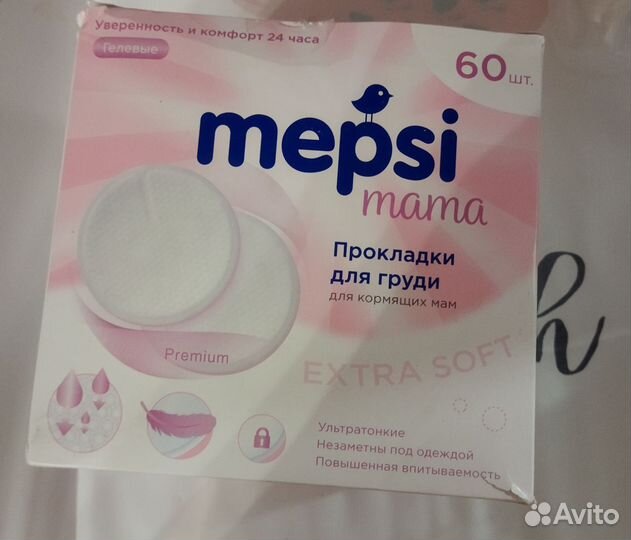 Уверенность и комфорт 24 часа
Гелевые
60 шт.
mepsi
mama
Прокладки
для груди
для кормящих мам
Premium
EXTRA SOFT
h
Ультратонкие
Незаметны под одеждой
Повышенная впитываемость
Avito